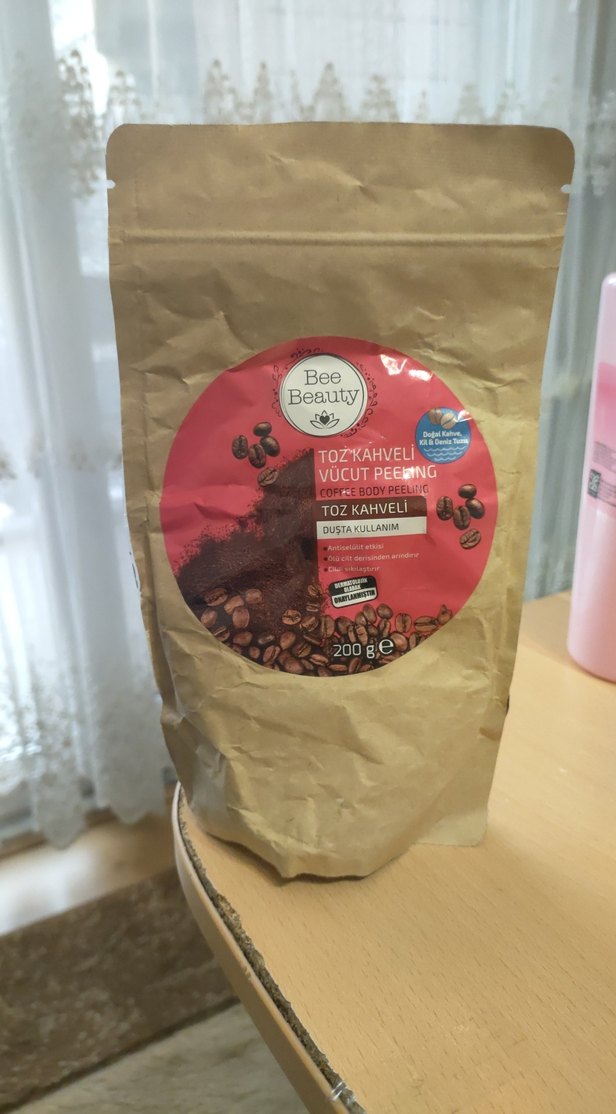 Bee
Beauty
Doğal Kahve,
Kil & Deniz Tuzu
TOZ KAHVELİ
VÜCUT PEELING
COFFEE BODY PEELING
TOZ KAHVELİ
DUŞTA KULLANIM
Antiselülit etkisi
Ölü cilt derisinden arındırır
Cildi sıkılaştırır
DERMATOLOJİK
OLARAK
ONAYLANMIŞTIR
200 g ℮